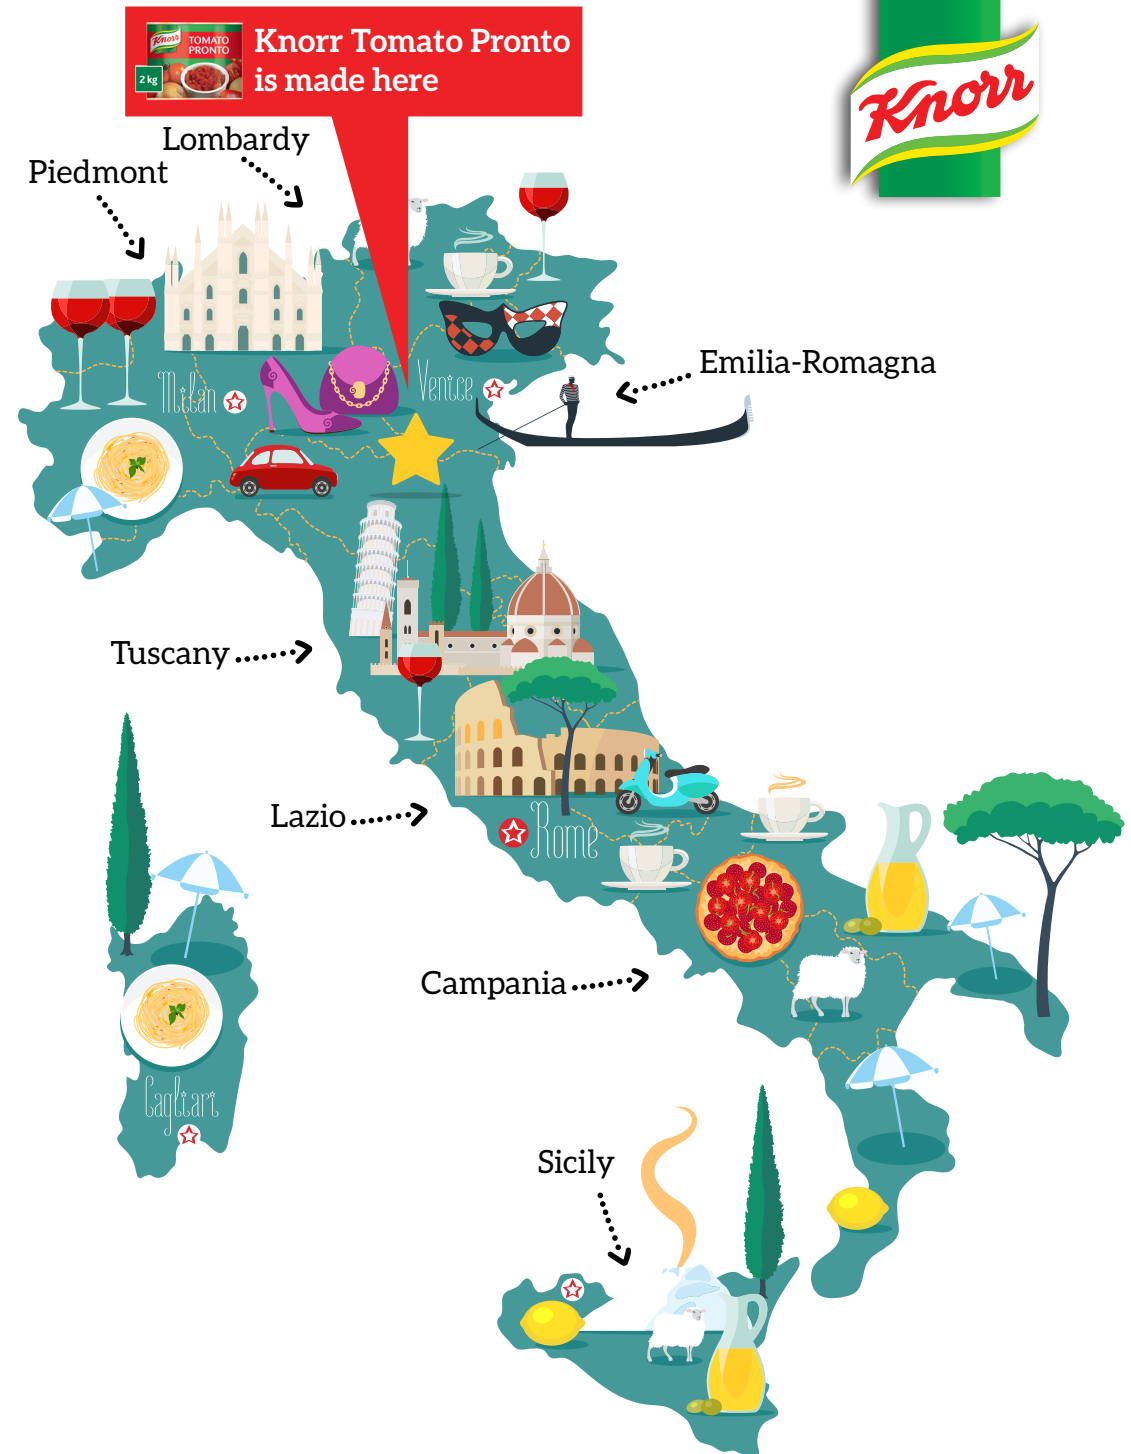 Knorr
TOMATO
PRONTO
2 kg
Knorr Tomato Pronto
is made here
Knorr
Lombardy
Piedmont
Emilia-Romagna
Milan
Venice
Tuscany
Lazio
Rome
Campania
Cagliari
Sicily